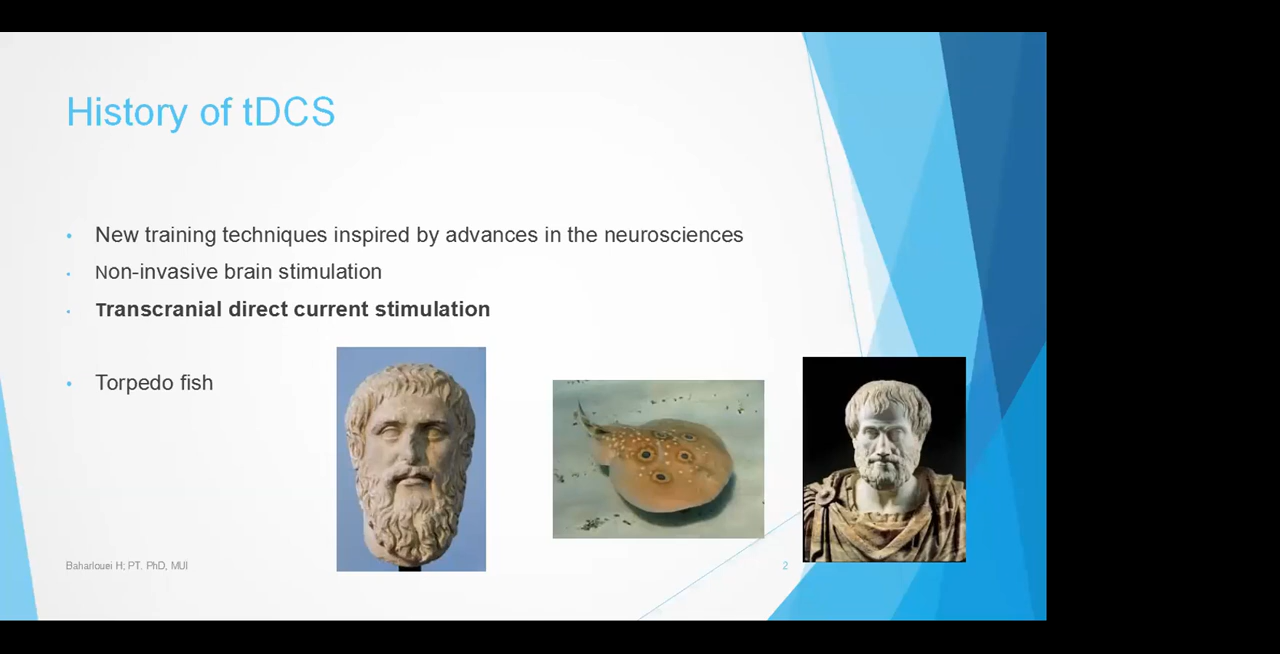 History of tDCS
• New training techniques inspired by advances in the neurosciences
• Non-invasive brain stimulation
• Transcranial direct current stimulation
• Torpedo fish
Baharlouei H; PT. PhD, MUI
2